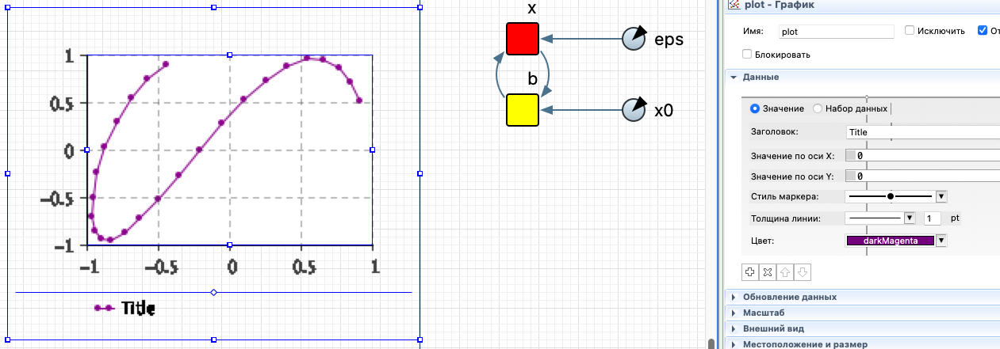 1
0.5
0
−0.5
−1
−1
−0.5
0
0.5
1
Title
x
eps
b
x0
plot - График
Имя:
plot
Исключить
Блокировать
Данные
Значение
Набор данных
Заголовок:
Title
Значение по оси X:
0
Значение по оси Y:
0
Стиль маркера:
Толщина линии:
1
pt
Цвет:
darkMagenta
Обновление данных
Масштаб
Внешний вид
Местоположение и размер